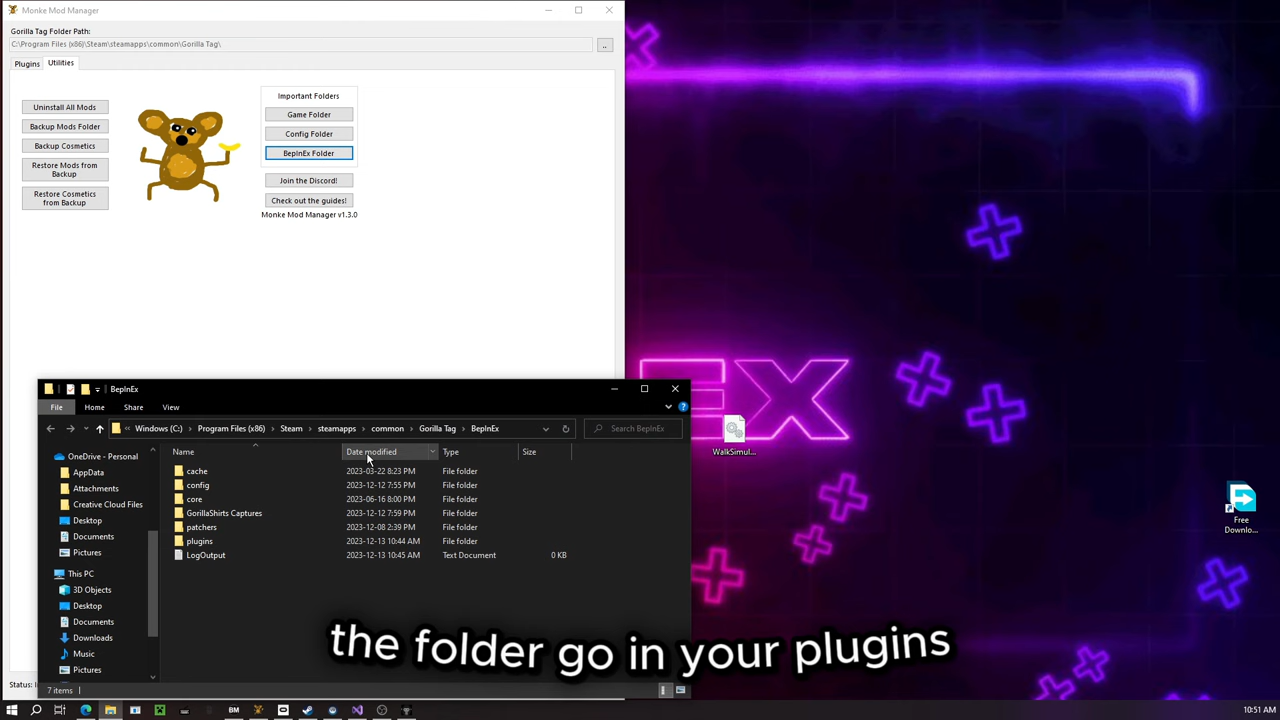 Monke Mod Manager
Gorilla Tag Folder Path:
C:\Program Files (x86)\Steam\steamapps\common\Gorilla Tag\
..
Plugins
Utilities
Uninstall All Mods
Backup Mods Folder
Backup Cosmetics
Restore Mods from
Backup
Restore Cosmetics
from Backup
Important Folders
Game Folder
Config Folder
BepInEx Folder
Join the Discord!
Check out the guides!
Monke Mod Manager v1.3.0
EX
WalkSimul...
Free
Downlo...
BepInEx
File Home Share View
Windows (C:) Program Files (x86) Steam steamapps common Gorilla Tag BepInEx
Search BepInEx
OneDrive - Personal
AppData
Attachments
Creative Cloud Files
Desktop
Documents
Pictures
This PC
3D Objects
Desktop
Documents
Downloads
Music
Pictures
Name Date modified Type Size
cache 2023-03-22 8:23 PM File folder
config 2023-12-12 7:55 PM File folder
core 2023-06-16 8:00 PM File folder
GorillaShirts Captures 2023-12-12 7:59 PM File folder
patchers 2023-12-08 2:39 PM File folder
plugins 2023-12-13 10:44 AM File folder
LogOutput 2023-12-13 10:45 AM Text Document 0 KB
the folder go in your plugins
Status:
7 items
BM
10:51 AM